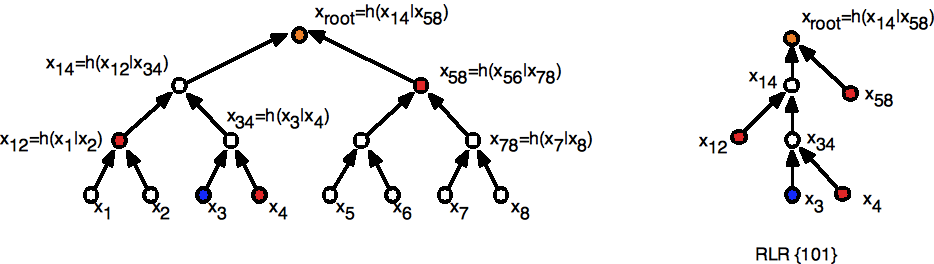 x_root=h(x_14|x_58)
x_14=h(x_12|x_34)
x_58=h(x_56|x_78)
x_12=h(x_1|x_2)
x_34=h(x_3|x_4)
x_78=h(x_7|x_8)
x_1 x_2 x_3 x_4 x_5 x_6 x_7 x_8
x_root=h(x_14|x_58)
x_14
x_58
x_12
x_34
x_3 x_4
RLR {101}